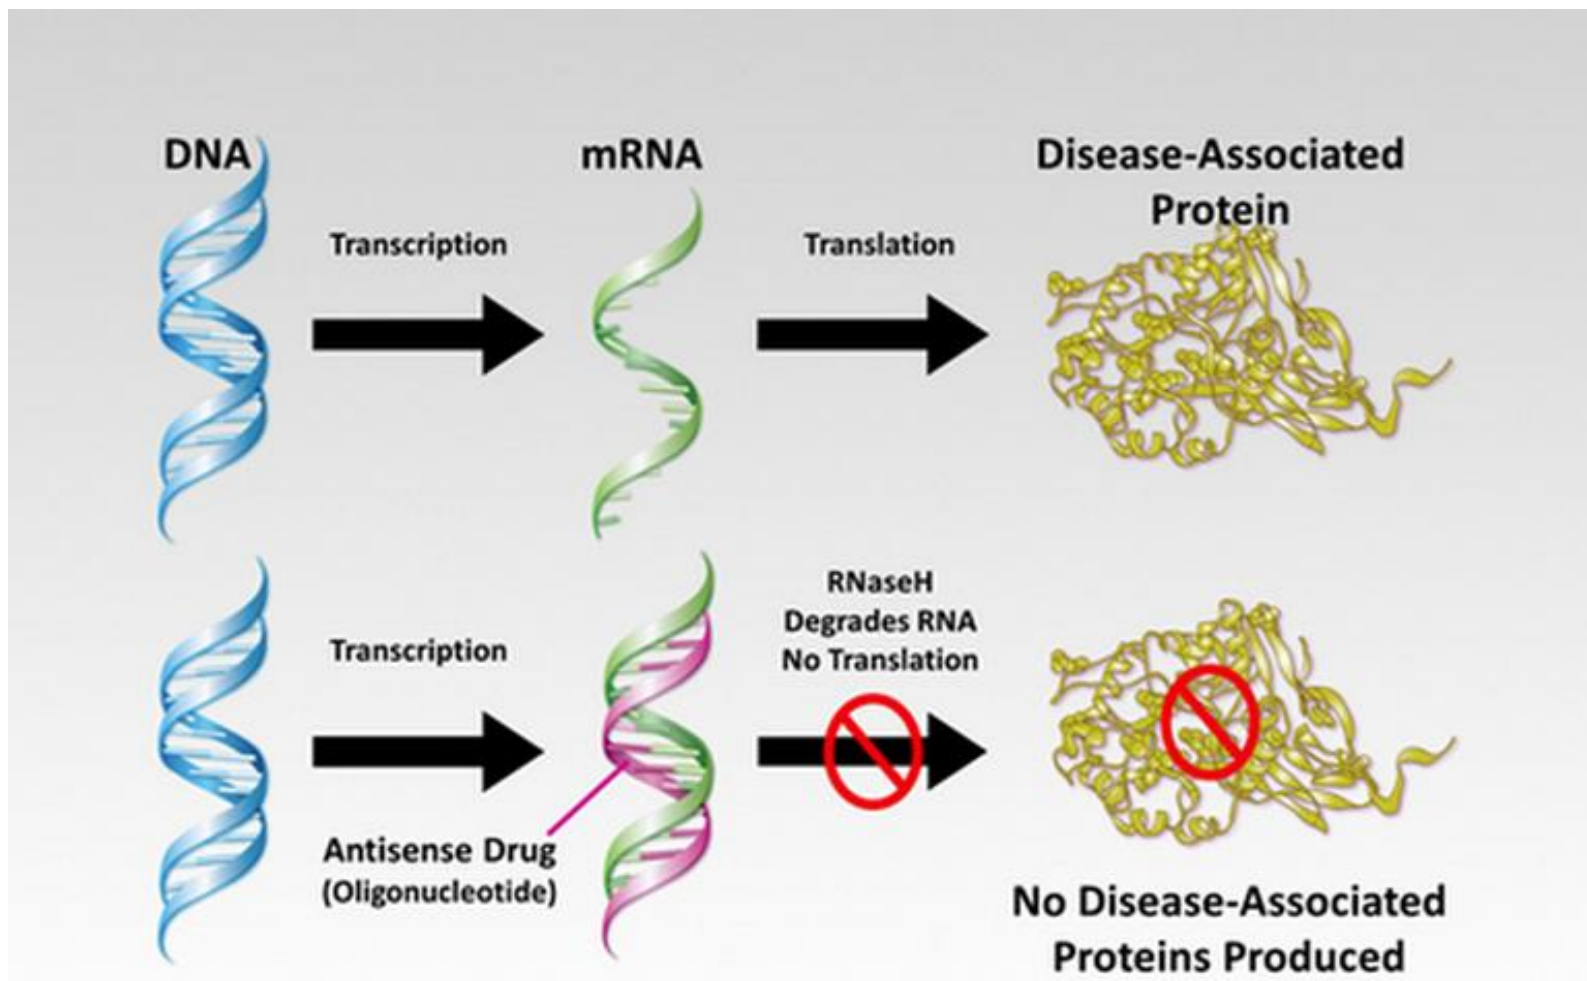 DNA
mRNA
Disease-Associated
Protein
Transcription
Translation
RNaseH
Degrades RNA
No Translation
Transcription
Antisense Drug
(Oligonucleotide)
No Disease-Associated
Proteins Produced